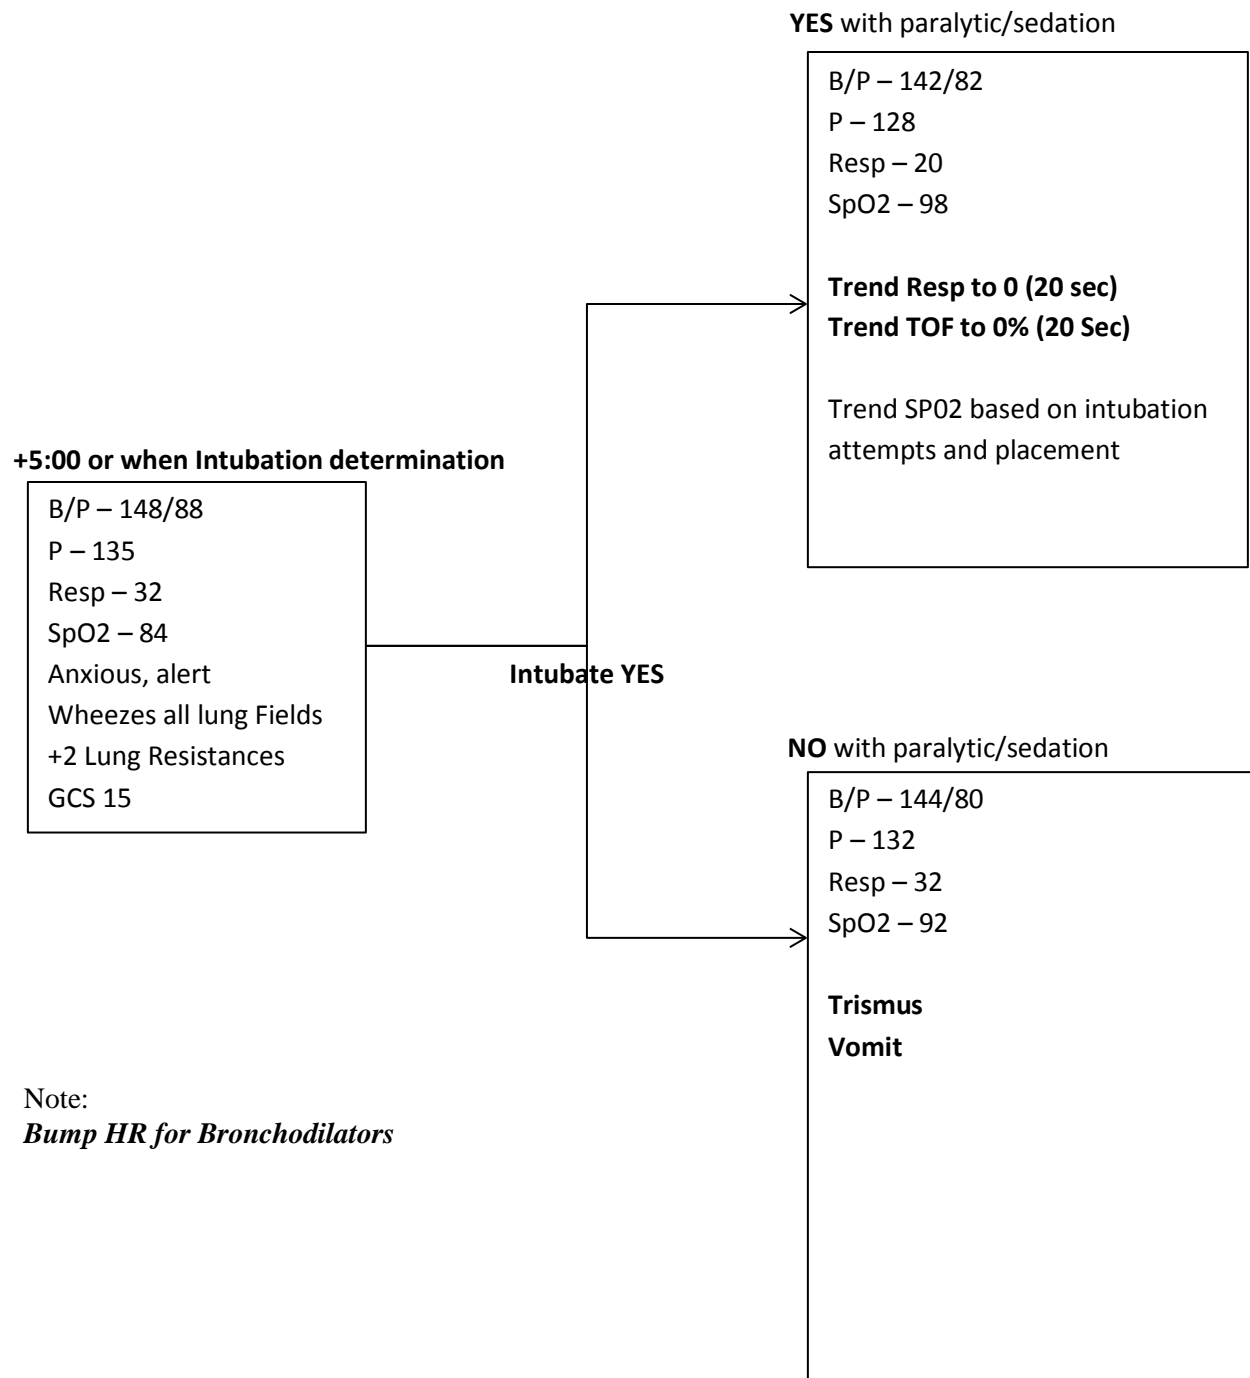 YES with paralytic/sedation
B/P – 142/82
P – 128
Resp – 20
SpO2 – 98
Trend Resp to 0 (20 sec)
Trend TOF to 0% (20 Sec)
Trend SP02 based on intubation
attempts and placement
+5:00 or when Intubation determination
B/P – 148/88
P – 135
Resp – 32
SpO2 – 84
Anxious, alert
Wheezes all lung Fields
+2 Lung Resistances
GCS 15
Intubate YES
NO with paralytic/sedation
B/P – 144/80
P – 132
Resp – 32
SpO2 – 92
Trismus
Vomit
Note:
Bump HR for Bronchodilators